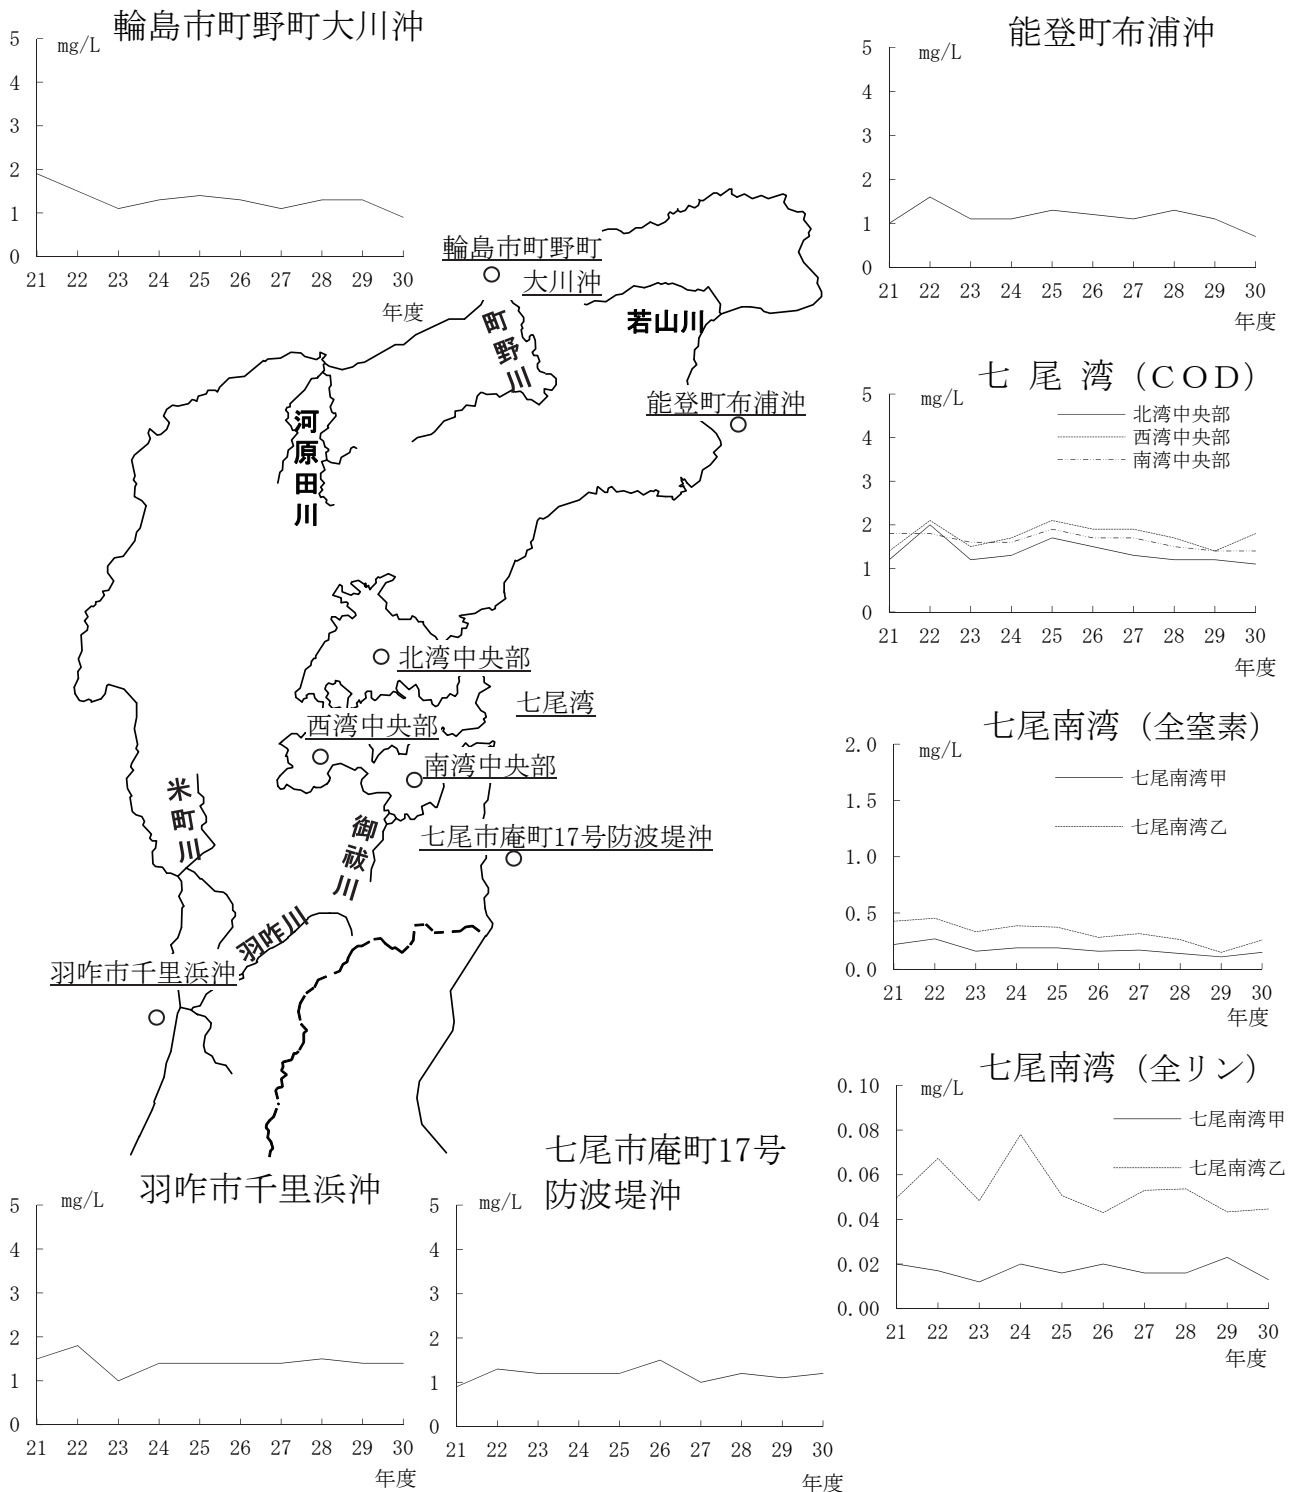 輪島市町野町大川沖
mg/L
5
4
3
2
1
0
21 22 23 24 25 26 27 28 29 30
年度
能登町布浦沖
mg/L
5
4
3
2
1
0
21 22 23 24 25 26 27 28 29 30
年度
輪島市町野町
大川沖
町野川
若山川
河原田川
能登町布浦沖
北湾中央部
七尾湾
西湾中央部
南湾中央部
米町川
御祓川
七尾市庵町17号防波堤沖
羽咋川
羽咋市千里浜沖
七尾湾(COD)
mg/L
北湾中央部
西湾中央部
南湾中央部
5
4
3
2
1
0
21 22 23 24 25 26 27 28 29 30
年度
七尾南湾(全窒素)
mg/L
七尾南湾甲
七尾南湾乙
2.0
1.5
1.0
0.5
0.0
21 22 23 24 25 26 27 28 29 30
年度
七尾南湾(全リン)
mg/L
七尾南湾甲
七尾南湾乙
0.10
0.08
0.06
0.04
0.02
0.00
21 22 23 24 25 26 27 28 29 30
年度
羽咋市千里浜沖
mg/L
5
4
3
2
1
0
21 22 23 24 25 26 27 28 29 30
年度
七尾市庵町17号
防波堤沖
mg/L
5
4
3
2
1
0
21 22 23 24 25 26 27 28 29 30
年度